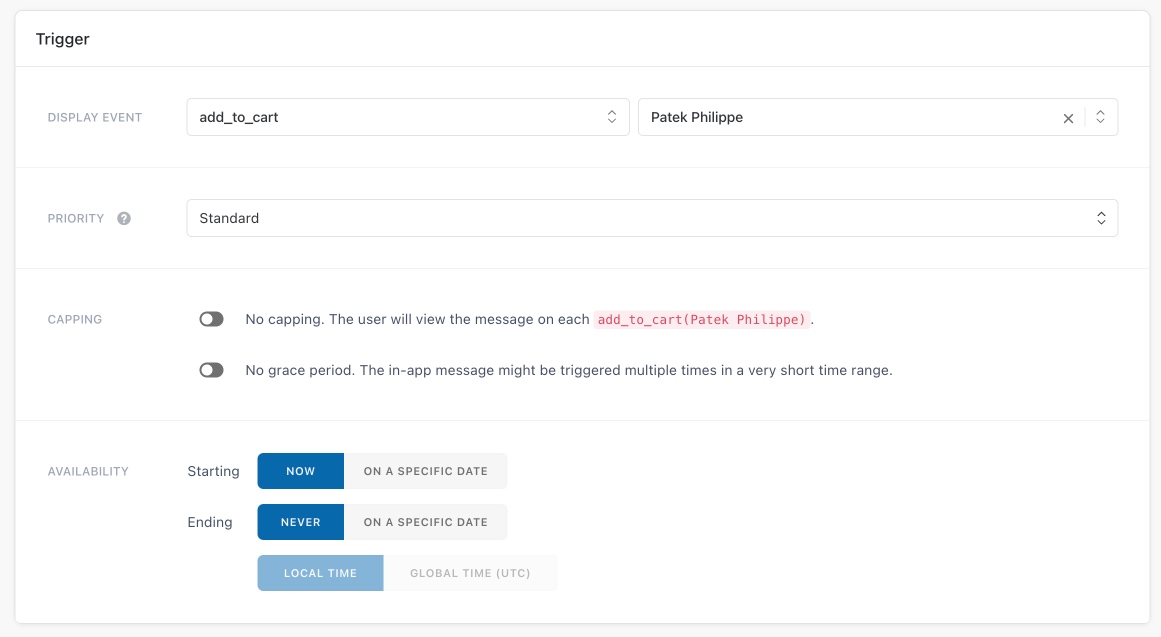 Trigger
DISPLAY EVENT add_to_cart Patek Philippe
PRIORITY ? Standard
CAPPING No capping. The user will view the message on each add_to_cart(Patek Philippe).
No grace period. The in-app message might be triggered multiple times in a very short time range.
AVAILABILITY Starting NOW ON A SPECIFIC DATE
Ending NEVER ON A SPECIFIC DATE
LOCAL TIME GLOBAL TIME (UTC)